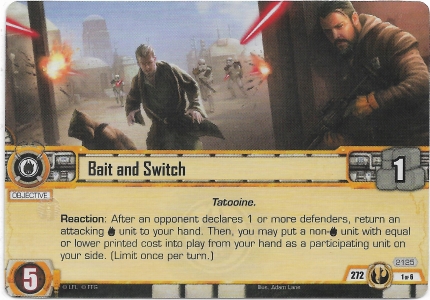 Bait and Switch
1
OBJECTIVE
Tatooine.
Reaction: After an opponent declares 1 or more defenders, return an
attacking unit to your hand. Then, you may put a non- unit with equal
or lower printed cost into play from your hand as a participating unit on
your side. (Limit once per turn.)
2125
5
© LFL © FFG
Illus. Adam Lane
272
1 of 6